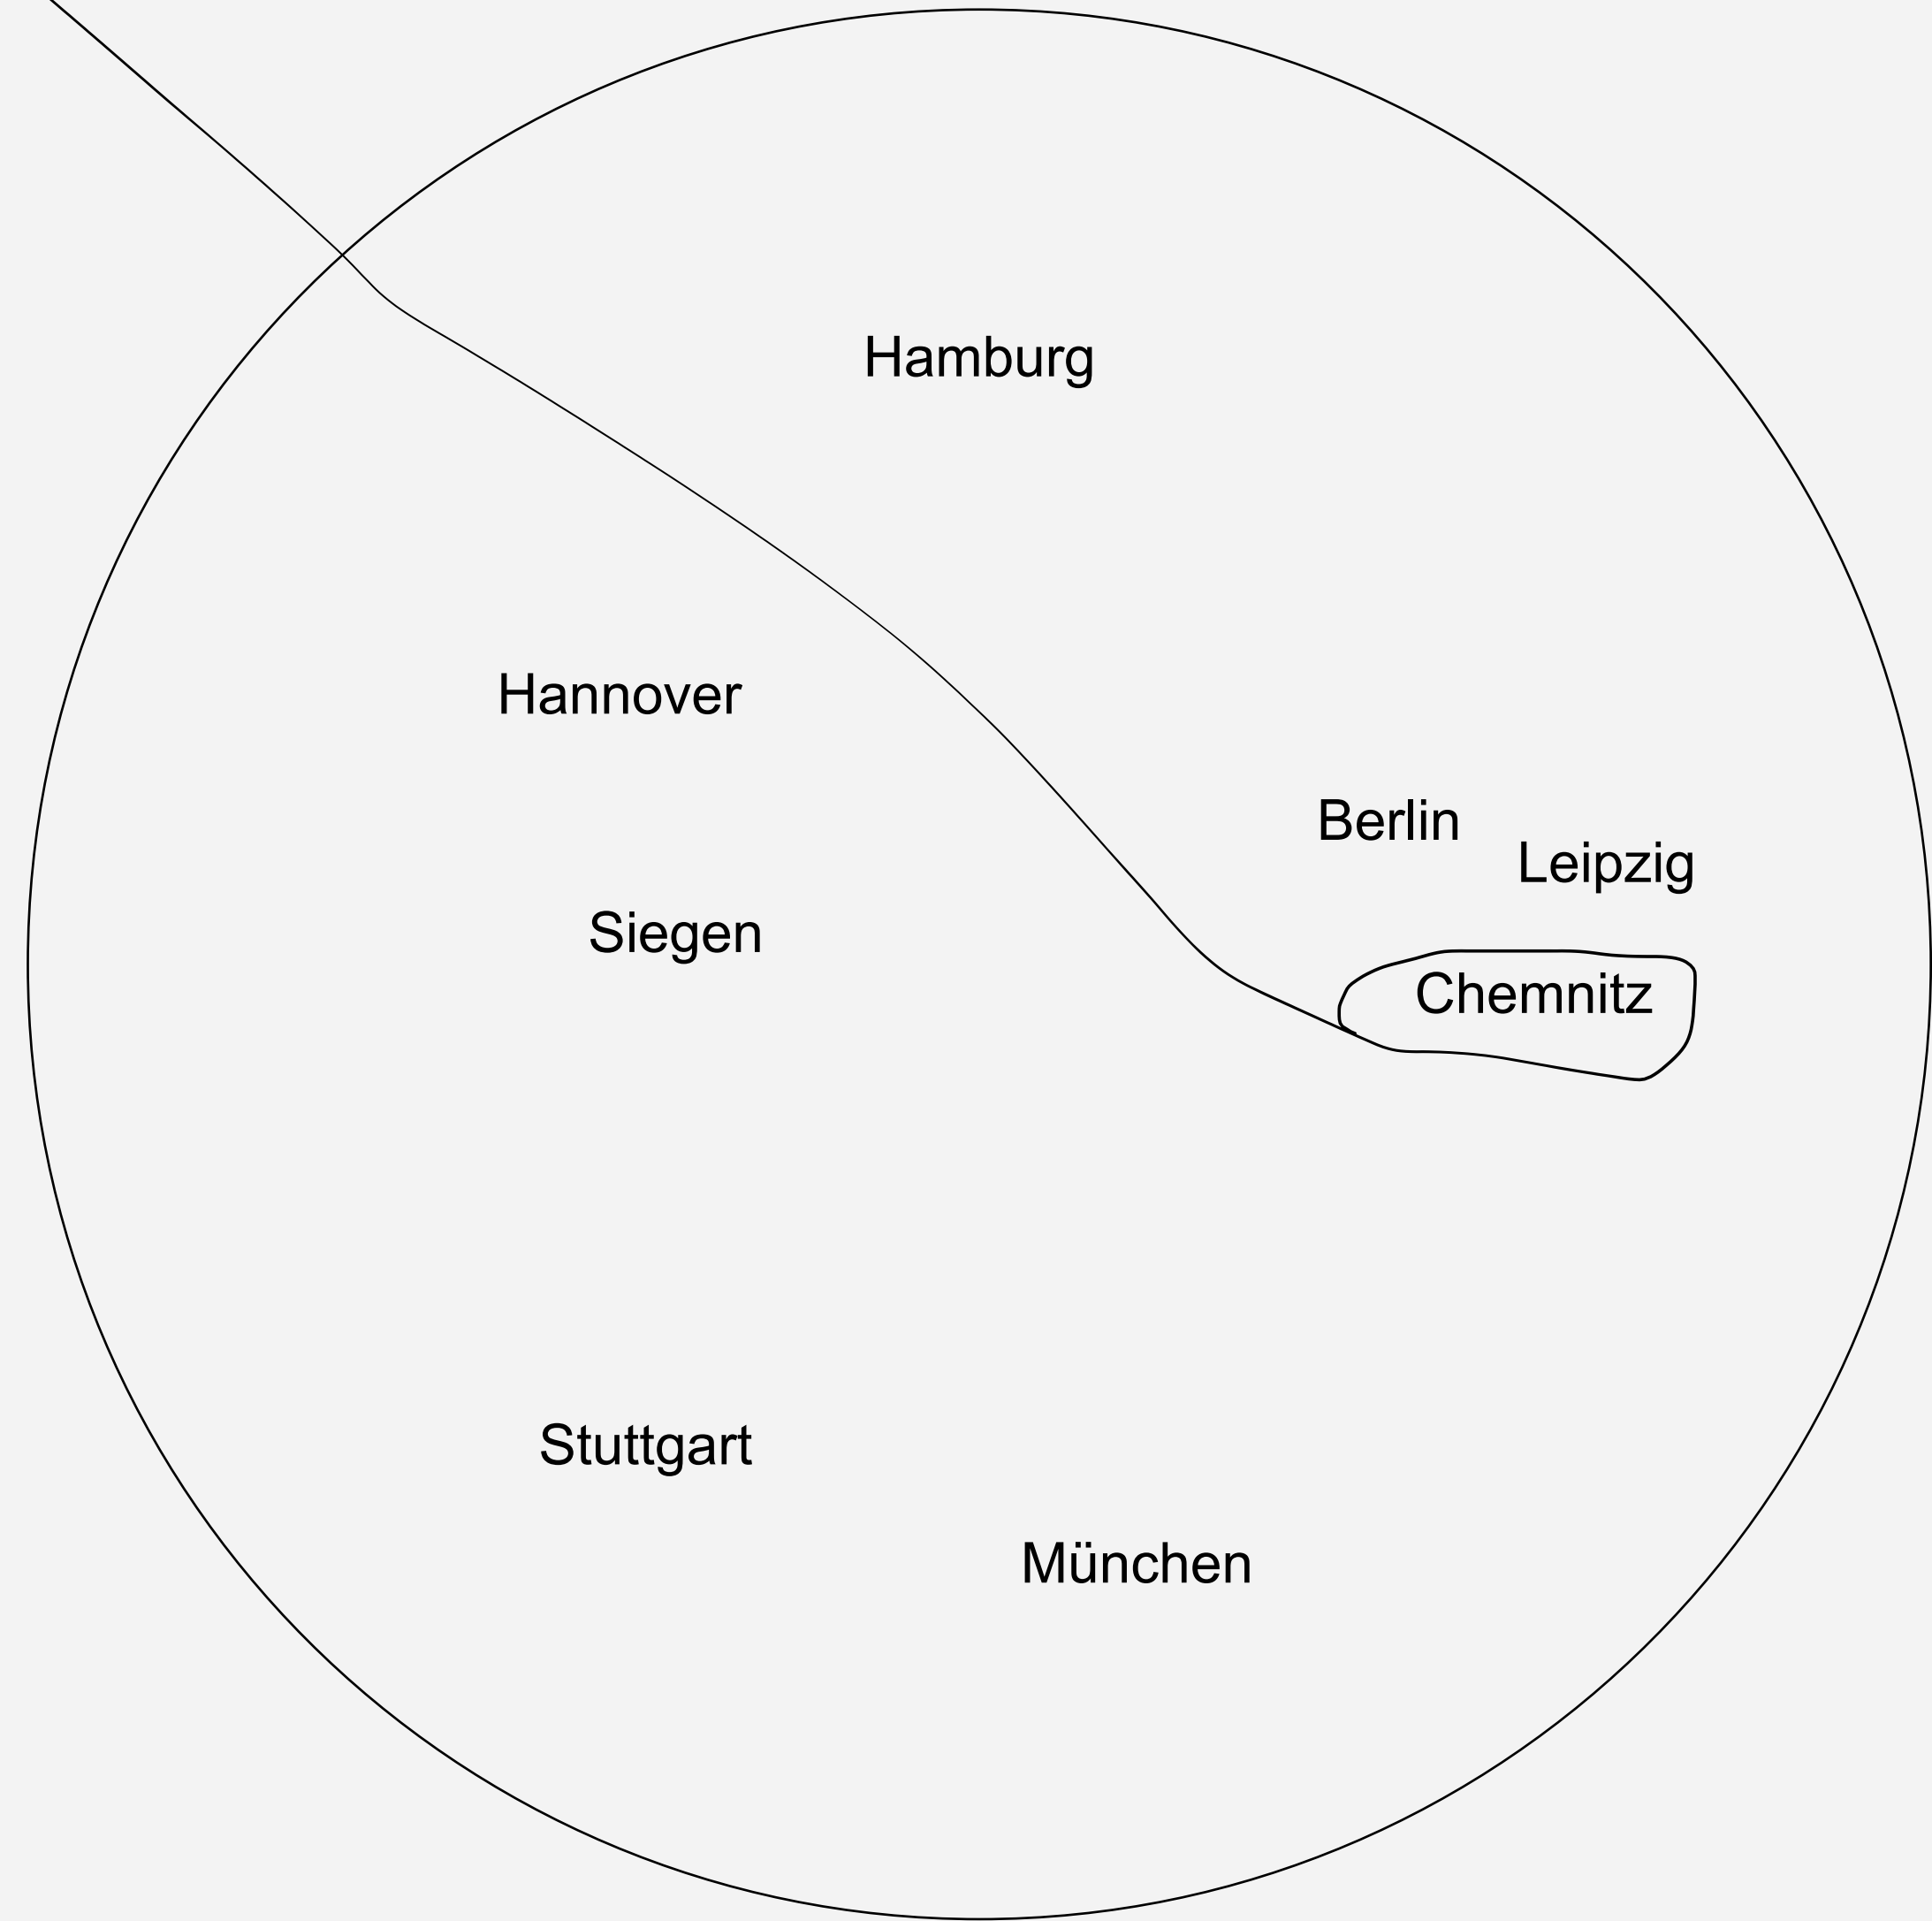 Hamburg
Hannover
Berlin
Leipzig
Siegen
Chemnitz
Stuttgart
München